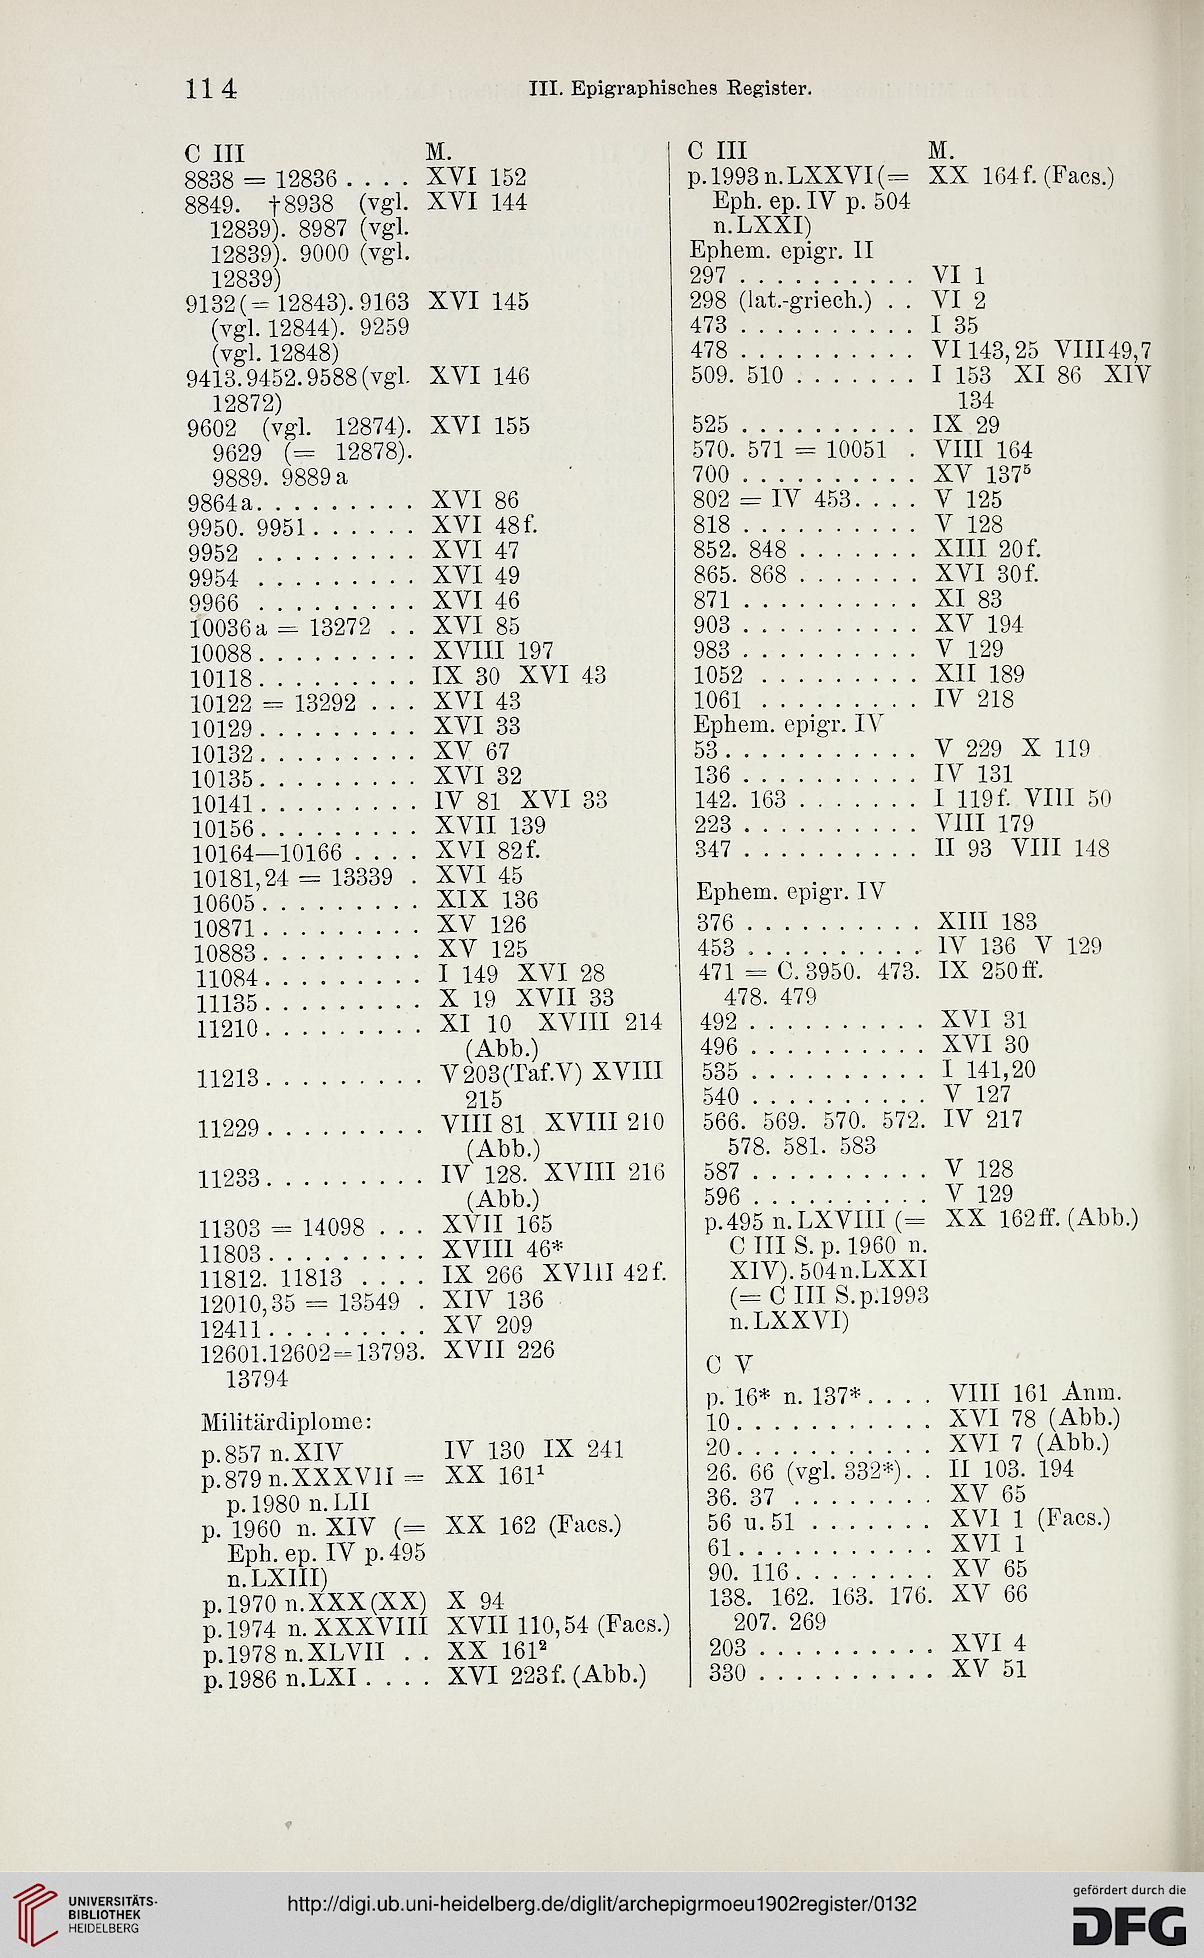 114
III. Epigraphisches Register.
C III M.
8838 = 12836 . . . . XVI 152
8849. †8938 (vgl. XVI 144
12839). 8987 (vgl.
12839). 9000 (vgl.
12839)
9132 (= 12843). 9163 XVI 145
(vgl. 12844). 9259
(vgl. 12848)
9413. 9452. 9588 (vgl. XVI 146
12872)
9602 (vgl. 12874). XVI 155
9629 (= 12878).
9889. 9889 a
9864 a. . . . . . . . . XVI 86
9950. 9951 . . . . . . XVI 48 f.
9952 . . . . . . . . . XVI 47
9954 . . . . . . . . . XVI 49
9966 . . . . . . . . . XVI 46
10036 a = 13272 . . XVI 85
10088 . . . . . . . . . XVIII 197
10118 . . . . . . . . . IX 30 XVI 43
10122 = 13292 . . . XVI 43
10129 . . . . . . . . . XVI 33
10132 . . . . . . . . . XV 67
10135 . . . . . . . . . XVI 32
10141 . . . . . . . . . IV 81 XVI 33
10156 . . . . . . . . . XVII 139
10164—10166 . . . . XVI 82 f.
10181,24 = 13339 . XVI 45
10605 . . . . . . . . . XIX 136
10871 . . . . . . . . . XV 126
10883 . . . . . . . . . XV 125
11084 . . . . . . . . . I 149 XVI 28
11135 . . . . . . . . . X 19 XVII 33
11210 . . . . . . . . . XI 10 XVIII 214
(Abb.)
11213 . . . . . . . . . V 203 (Taf. V) XVIII
215
11229 . . . . . . . . . VIII 81 XVIII 210
(Abb.)
11233 . . . . . . . . . IV 128. XVIII 216
(Abb.)
11303 = 14098 . . . XVII 165
11803 . . . . . . . . . XVIII 46*
11812. 11813 . . . . IX 266 XVIII 42 f.
12010,35 = 13549 . XIV 136
12411 . . . . . . . . . XV 209
12601. 12602 = 13793. XVII 226
13794
Militärdiplome:
p. 857 n. XIV IV 130 IX 241
p. 879 n. XXXVII = XX 161¹
p. 1980 n. LII
p. 1960 n. XIV (= XX 162 (Facs.)
Eph. ep. IV p. 495
n. LXIII)
p. 1970 n. XXX (XX) X 94
p. 1974 n. XXXVIII XVII 110,54 (Facs.)
p. 1978 n. XLVII . . XX 161²
p. 1986 n. LXI . . . . XVI 223 f. (Abb.)
C III M.
p. 1993 n. LXXVI (= XX 164 f. (Facs.)
Eph. ep. IV p. 504
n. LXXI)
Ephem. epigr. II
297 . . . . . . . . . . VI 1
298 (lat.-griech.) . . VI 2
473 . . . . . . . . . . I 35
478 . . . . . . . . . . VI 143,25 VIII 49,7
509. 510 . . . . . . . I 153 XI 86 XIV
134
525 . . . . . . . . . . IX 29
570. 571 = 10051 . VIII 164
700 . . . . . . . . . . XV 137⁵
802 = IV 453. . . . V 125
818 . . . . . . . . . . V 128
852. 848 . . . . . . . XIII 20 f.
865. 868 . . . . . . . XVI 30 f.
871 . . . . . . . . . . XI 83
903 . . . . . . . . . . XV 194
983 . . . . . . . . . . V 129
1052 . . . . . . . . . XII 189
1061 . . . . . . . . . IV 218
Ephem. epigr. IV
53 . . . . . . . . . . . V 229 X 119
136 . . . . . . . . . . IV 131
142. 163 . . . . . . . I 119 f. VIII 50
223 . . . . . . . . . . VIII 179
347 . . . . . . . . . . II 93 VIII 148
Ephem. epigr. IV
376 . . . . . . . . . . XIII 183
453 . . . . . . . . . . IV 136 V 129
471 = C. 3950. 473. IX 250 ff.
478. 479
492 . . . . . . . . . . XVI 31
496 . . . . . . . . . . XVI 30
535 . . . . . . . . . . I 141,20
540 . . . . . . . . . . V 127
566. 569. 570. 572. IV 217
578. 581. 583
587 . . . . . . . . . . V 128
596 . . . . . . . . . . V 129
p. 495 n. LXVIII (= XX 162 ff. (Abb.)
C III S. p. 1960 n.
XIV). 504 n. LXXI
(= C III S. p. 1993
n. LXXVI)
C V
p. 16* n. 137* . . . . VIII 161 Anm.
10 . . . . . . . . . . . XVI 78 (Abb.)
20 . . . . . . . . . . . XVI 7 (Abb.)
26. 66 (vgl. 332*) . . II 103. 194
36. 37 . . . . . . . . XV 65
56 u. 51 . . . . . . . XVI 1 (Facs.)
61 . . . . . . . . . . . XVI 1
90. 116 . . . . . . . . XV 65
138. 162. 163. 176. XV 66
207. 269
203 . . . . . . . . . . XVI 4
330 . . . . . . . . . . XV 51
UNIVERSITÄTS-
BIBLIOTHEK
HEIDELBERG
http://digi.ub.uni-heidelberg.de/diglit/archepigrmoeu1902register/0132
gefördert durch die
DFG